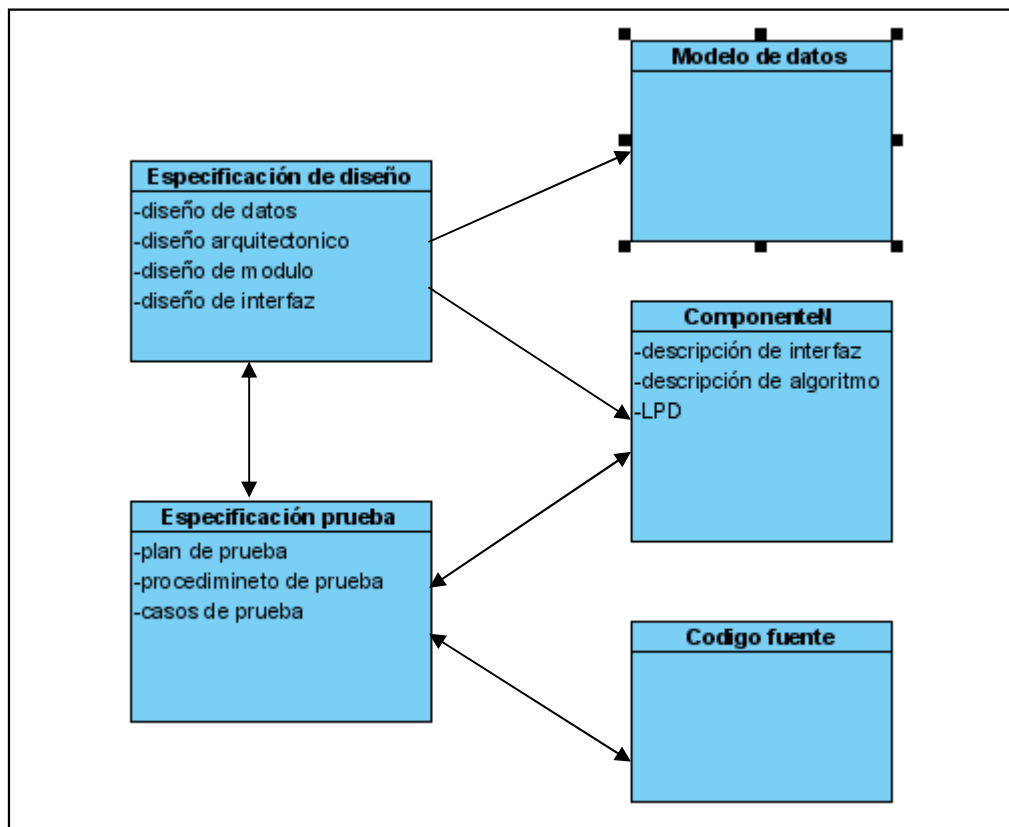 Modelo de datos
Especificación de diseño
-diseño de datos
-diseño arquitectonico
-diseño de modulo
-diseño de interfaz
ComponenteN
-descripción de interfaz
-descripción de algoritmo
-LPD
Especificación prueba
-plan de prueba
-procedimineto de prueba
-casos de prueba
Codigo fuente